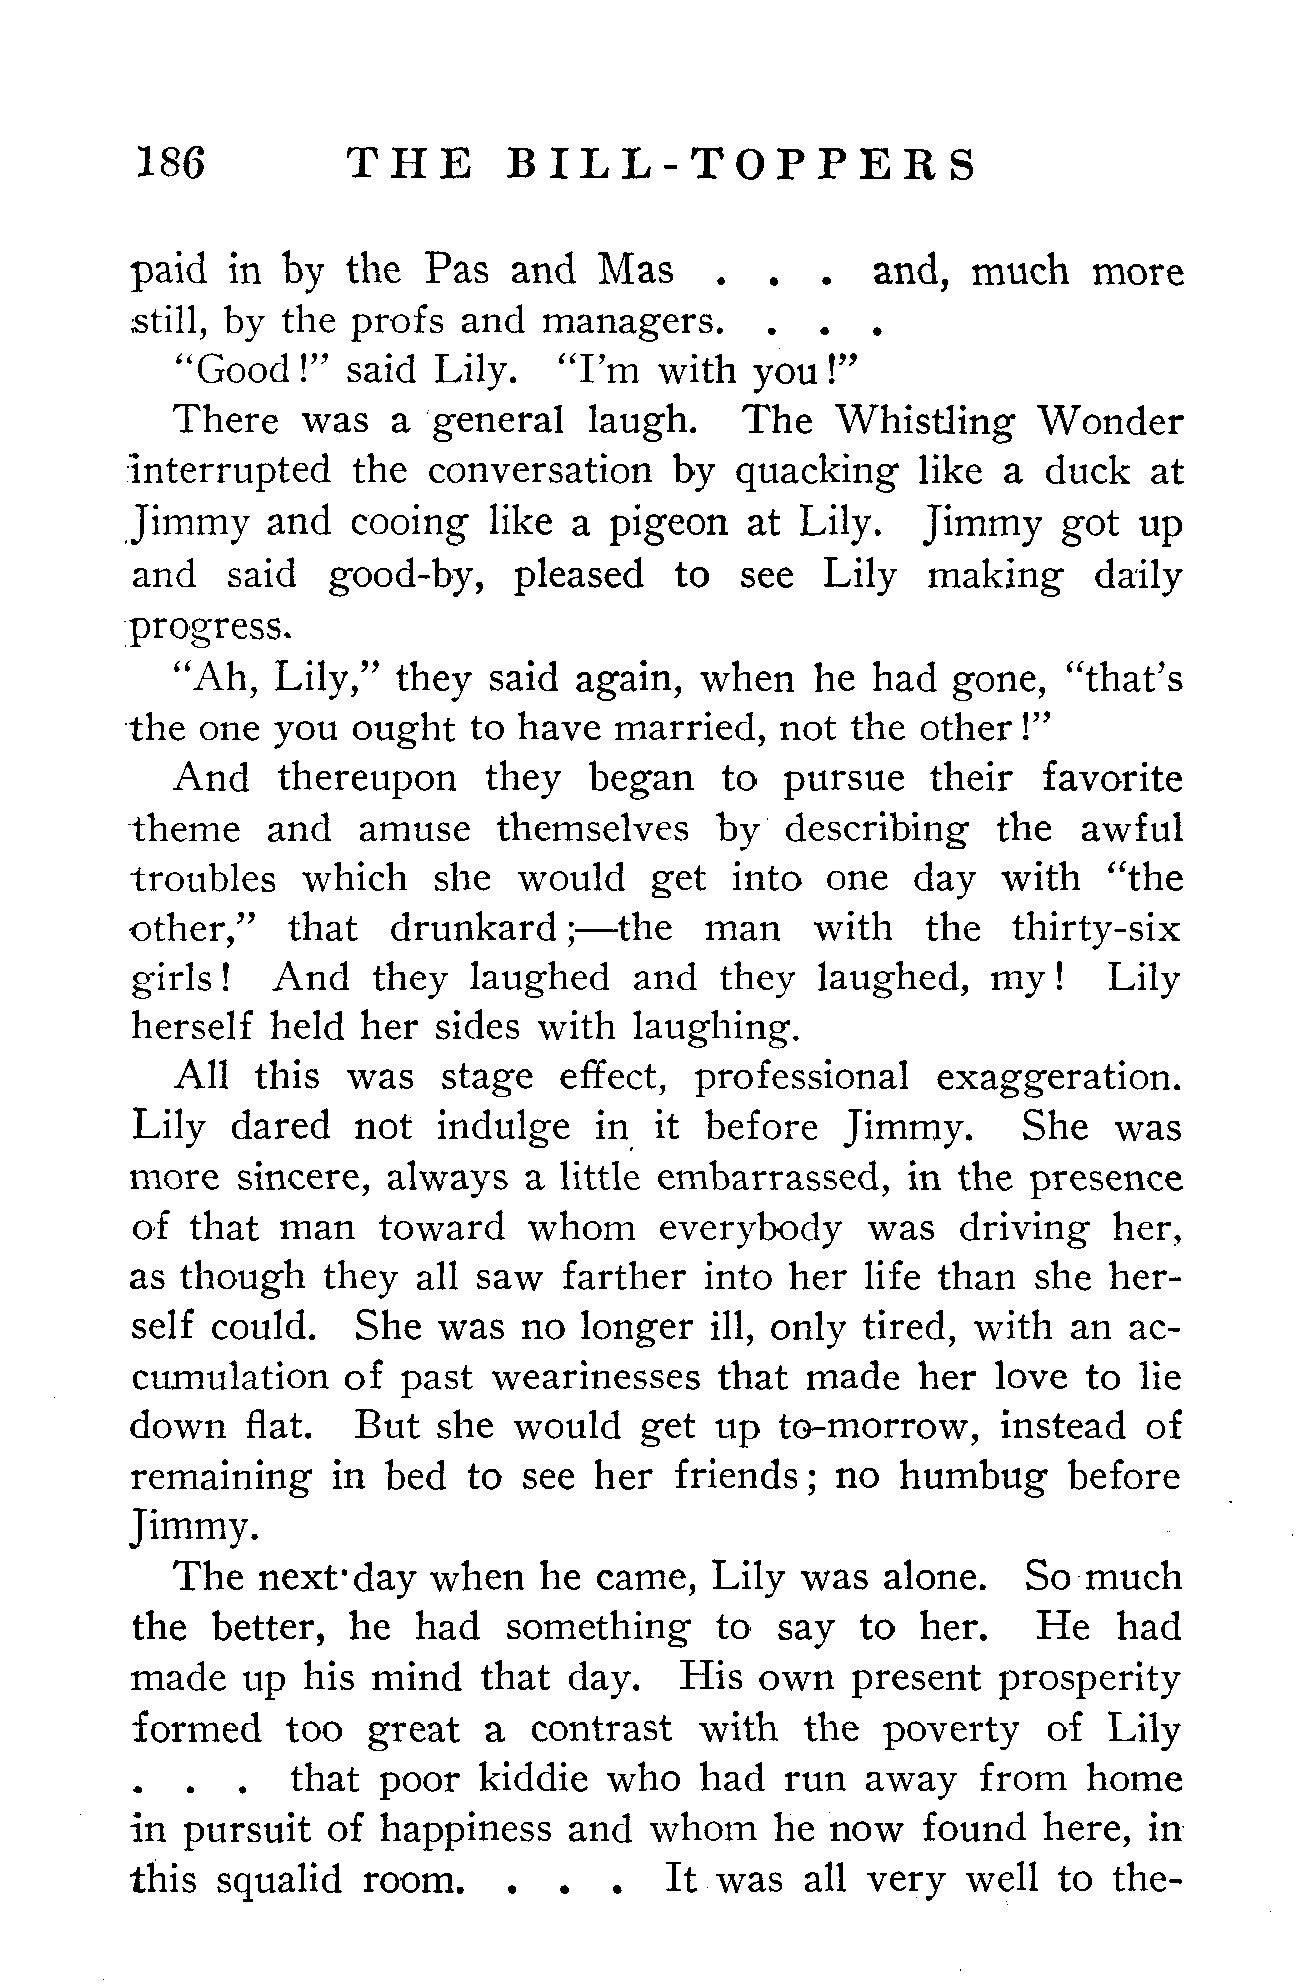 186 THE BILL-TOPPERS
paid in by the Pas and Mas . . . and, much more
still, by the profs and managers. . . .
"Good!" said Lily. "I'm with you!"
There was a general laugh. The Whistling Wonder
interrupted the conversation by quacking like a duck at
Jimmy and cooing like a pigeon at Lily. Jimmy got up
and said good-by, pleased to see Lily making daily
progress.
"Ah, Lily," they said again, when he had gone, "that's
the one you ought to have married, not the other!"
And thereupon they began to pursue their favorite
theme and amuse themselves by describing the awful
troubles which she would get into one day with "the
other," that drunkard;—the man with the thirty-six
girls! And they laughed and they laughed, my! Lily
herself held her sides with laughing.
All this was stage effect, professional exaggeration.
Lily dared not indulge in it before Jimmy. She was
more sincere, always a little embarrassed, in the presence
of that man toward whom everybody was driving her,
as though they all saw farther into her life than she her-
self could. She was no longer ill, only tired, with an ac-
cumulation of past wearinesses that made her love to lie
down flat. But she would get up to-morrow, instead of
remaining in bed to see her friends; no humbug before
Jimmy.
The next day when he came, Lily was alone. So much
the better, he had something to say to her. He had
made up his mind that day. His own present prosperity
formed too great a contrast with the poverty of Lily
. . . that poor kiddie who had run away from home
in pursuit of happiness and whom he now found here, in
this squalid room. . . . It was all very well to the-